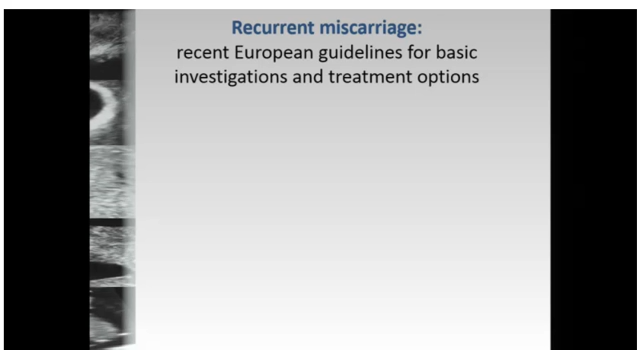 Recurrent miscarriage:
recent European guidelines for basic
investigations and treatment options